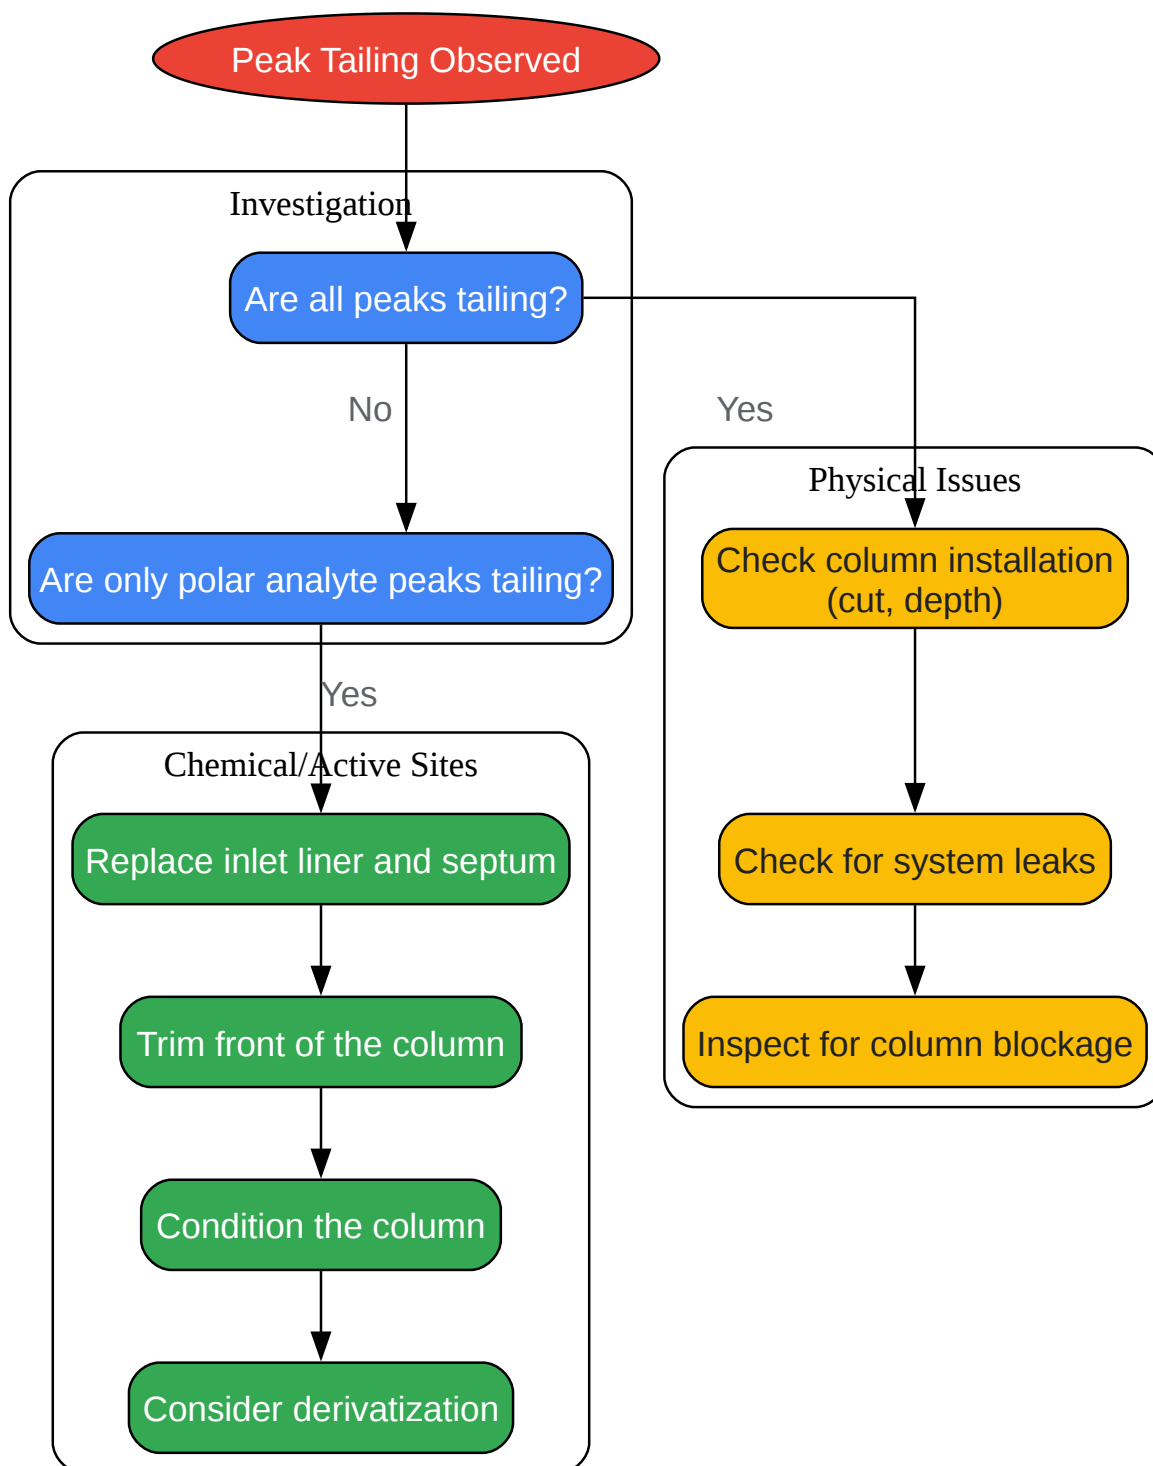 Peak Tailing Observed
Investigation
Are all peaks tailing?
No
Yes
Physical Issues
Are only polar analyte peaks tailing?
Check column installation
(cut, depth)
Yes
Chemical/Active Sites
Replace inlet liner and septum
Check for system leaks
Trim front of the column
Inspect for column blockage
Condition the column
Consider derivatization